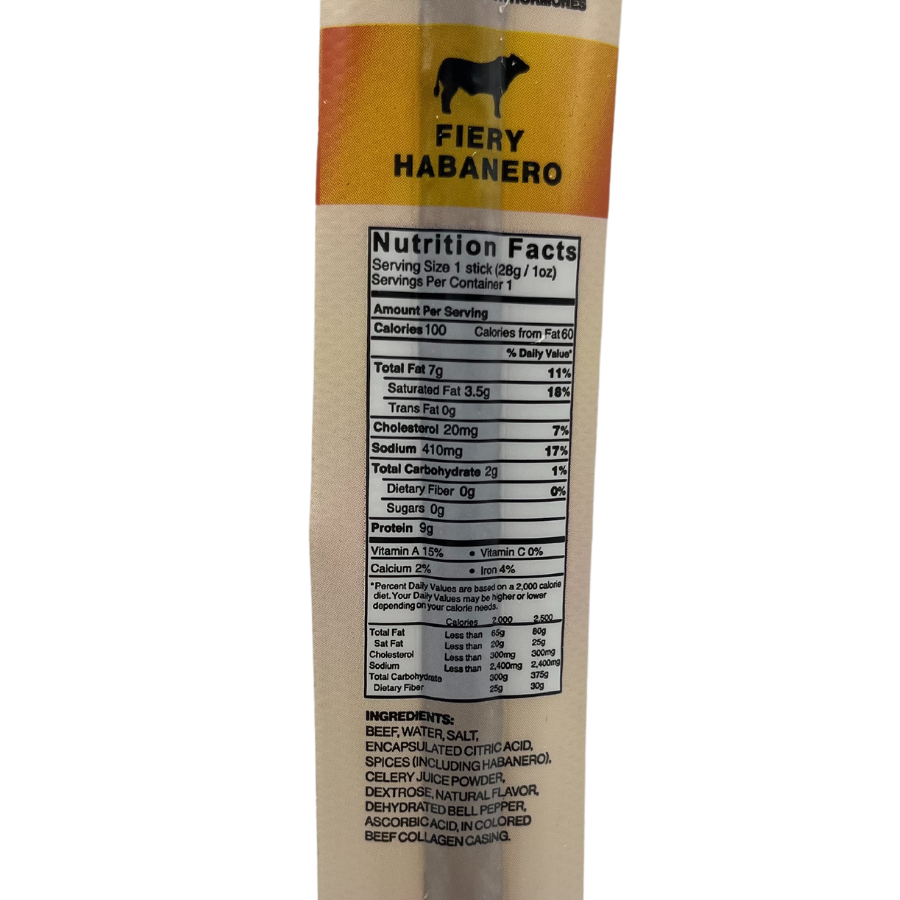 HORMONES
FIERY
HABANERO
Nutrition Facts
Serving Size 1 stick (28g / 1oz)
Servings Per Container 1
Amount Per Serving
Calories 100 Calories from Fat 60
% Daily Value*
Total Fat 7g 11%
Saturated Fat 3.5g 18%
Trans Fat 0g
Cholesterol 20mg 7%
Sodium 410mg 17%
Total Carbohydrate 2g 1%
Dietary Fiber 0g 0%
Sugars 0g
Protein 9g
Vitamin A 15% • Vitamin C 0%
Calcium 2% • Iron 4%
*Percent Daily Values are based on a 2,000 calorie
diet. Your Daily Values may be higher or lower
depending on your calorie needs.
Calories 2,000 2,500
Total Fat Less than 65g 80g
Sat Fat Less than 20g 25g
Cholesterol Less than 300mg 300mg
Sodium Less than 2,400mg 2,400mg
Total Carbohydrate 300g 375g
Dietary Fiber 25g 30g
INGREDIENTS:
BEEF, WATER, SALT,
ENCAPSULATED CITRIC ACID,
SPICES (INCLUDING HABANERO),
CELERY JUICE POWDER,
DEXTROSE, NATURAL FLAVOR,
DEHYDRATED BELL PEPPER,
ASCORBIC ACID, IN COLORED
BEEF COLLAGEN CASING.